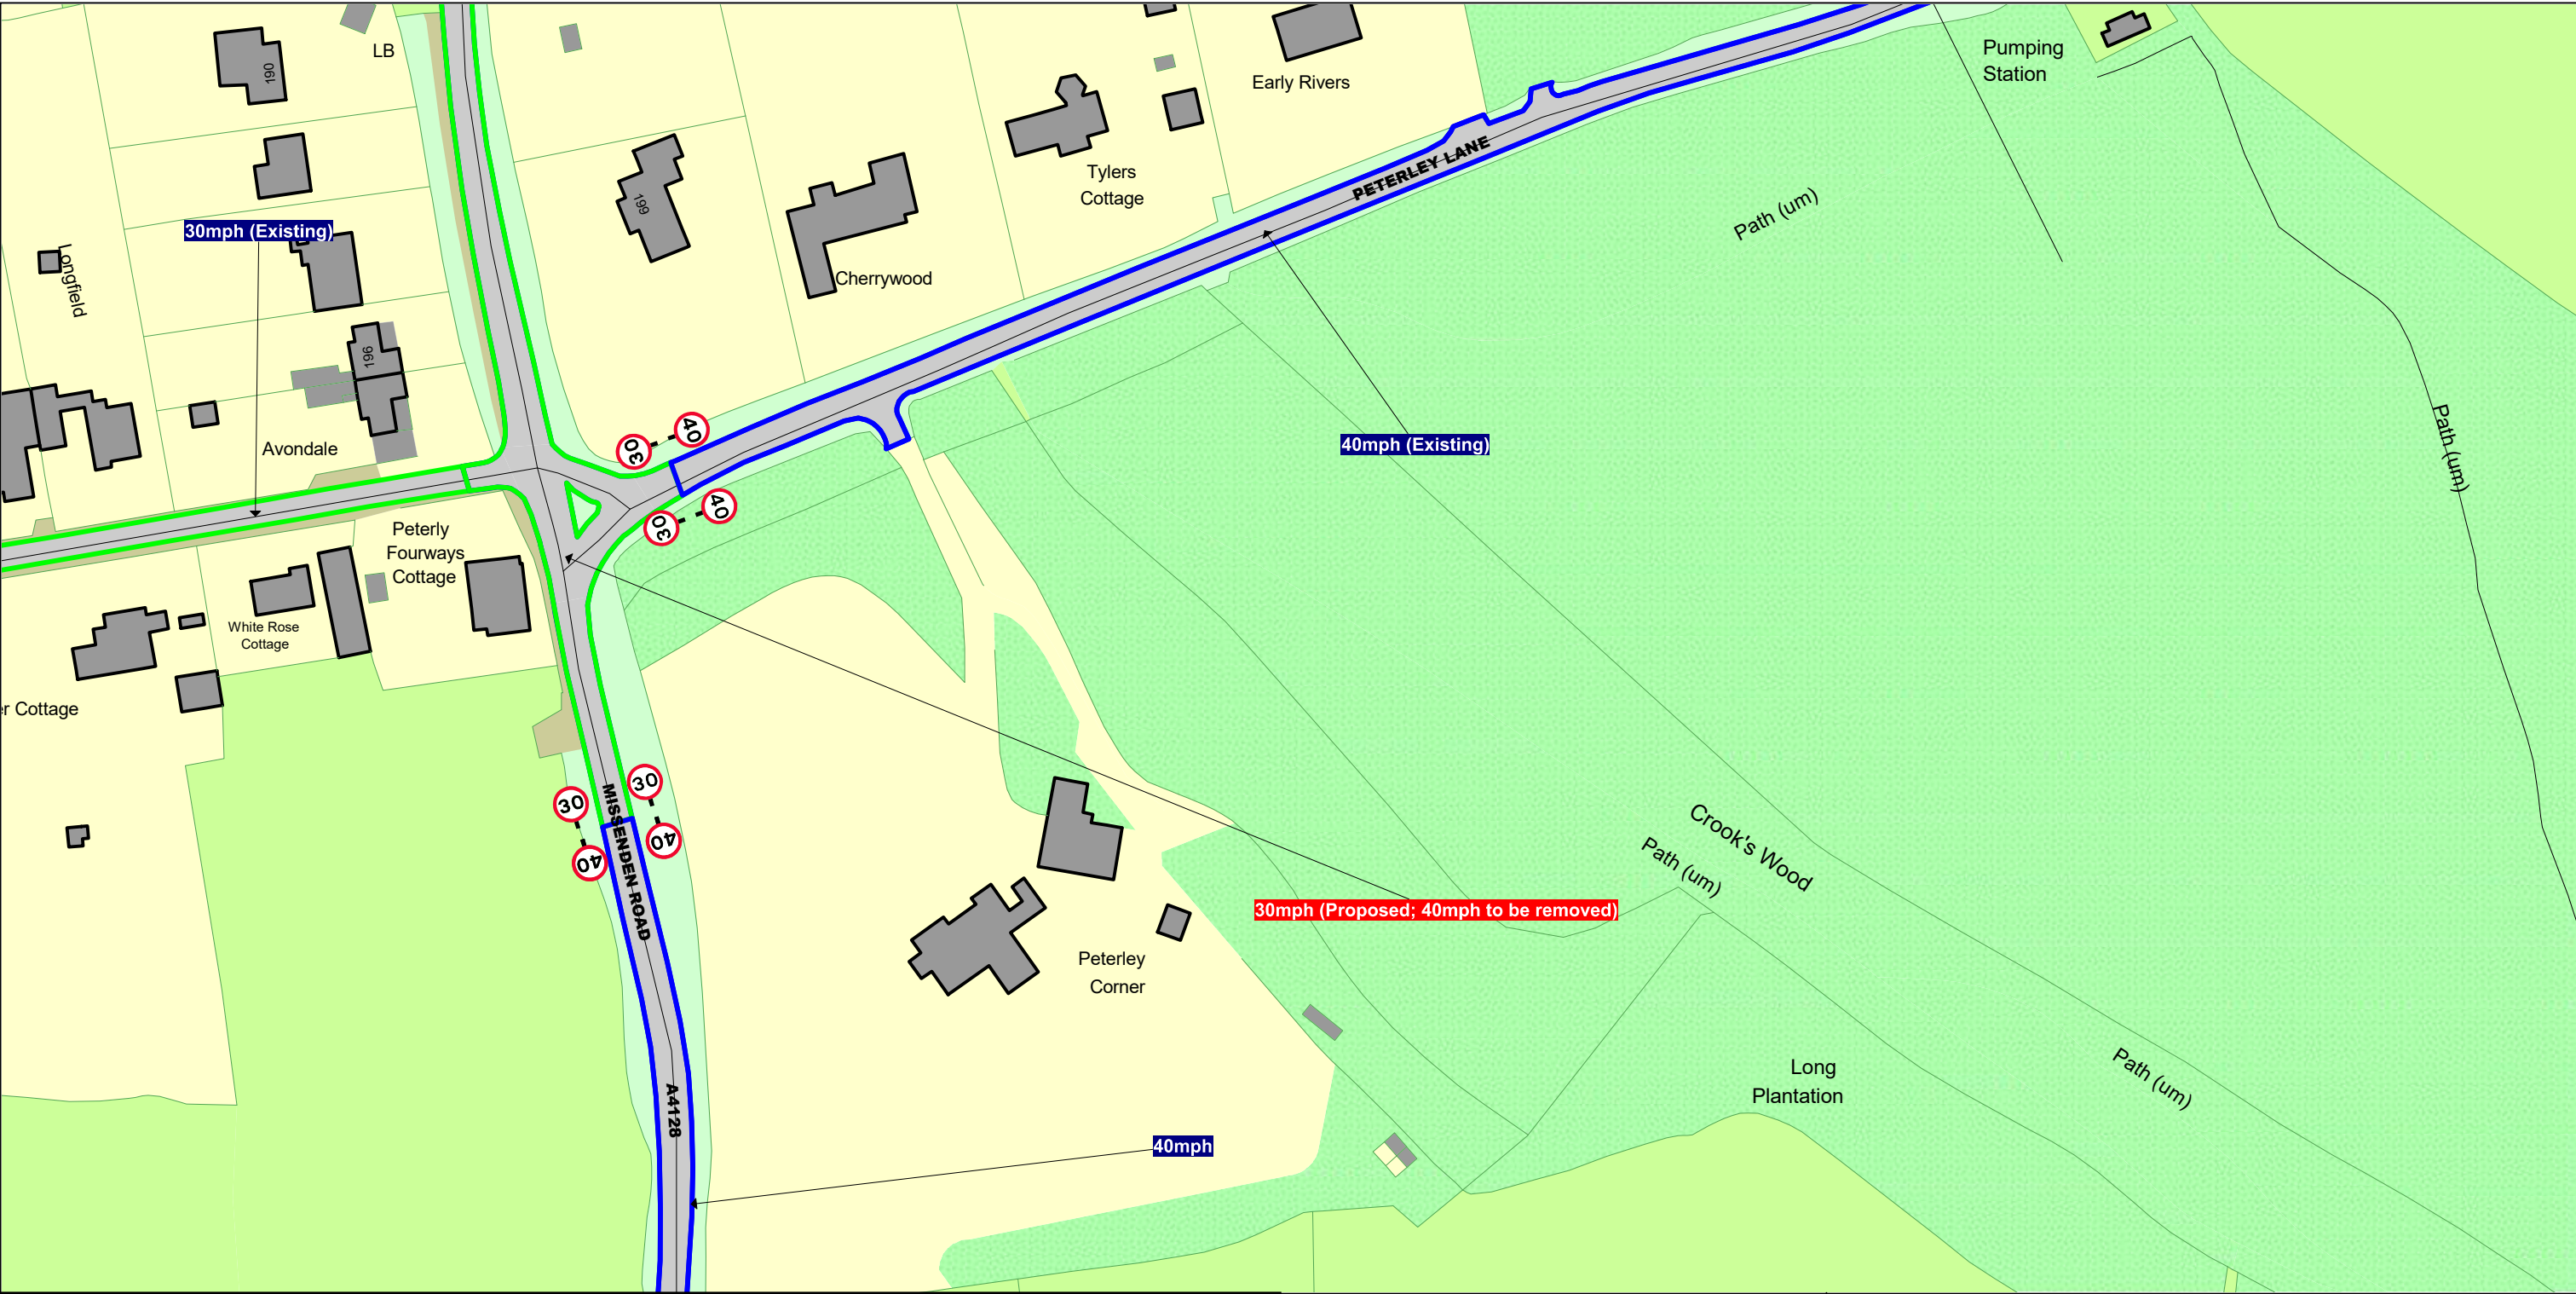 LB
190
Pumping
Station
Early Rivers
PETERLEY LANE
Tylers
Cottage
199
Path (um)
30mph (Existing)
Longfield
Cherrywood
196
Avondale
30
40
40mph (Existing)
Path (um)
30
40
Peterly
Fourways
Cottage
White Rose
Cottage
er Cottage
30
30
40
40
MISSENDEN ROAD
Crook's Wood
Path (um)
30mph (Proposed; 40mph to be removed)
Peterley
Corner
Long
Plantation
Path (um)
A4128
40mph